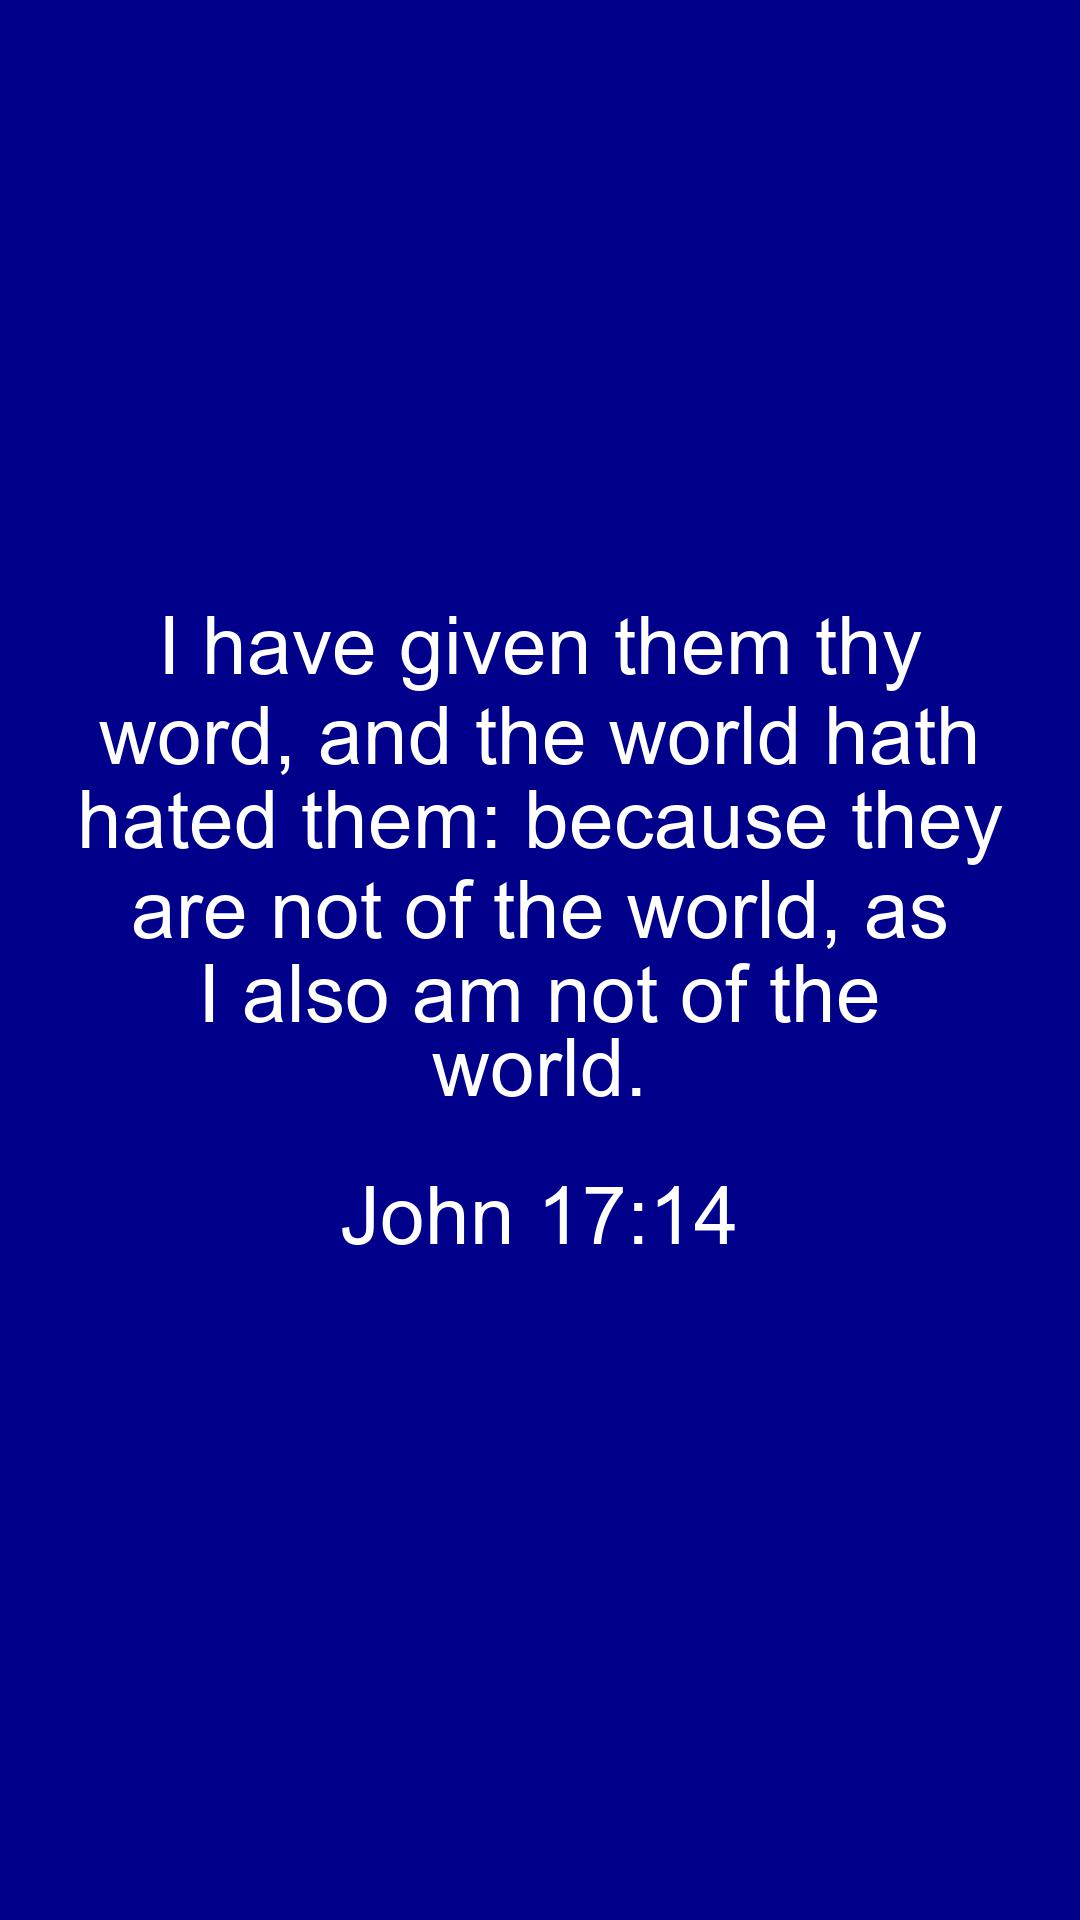 I have given them thy
word, and the world hath
hated them: because they
are not of the world, as
I also am not of the
world.
John 17:14